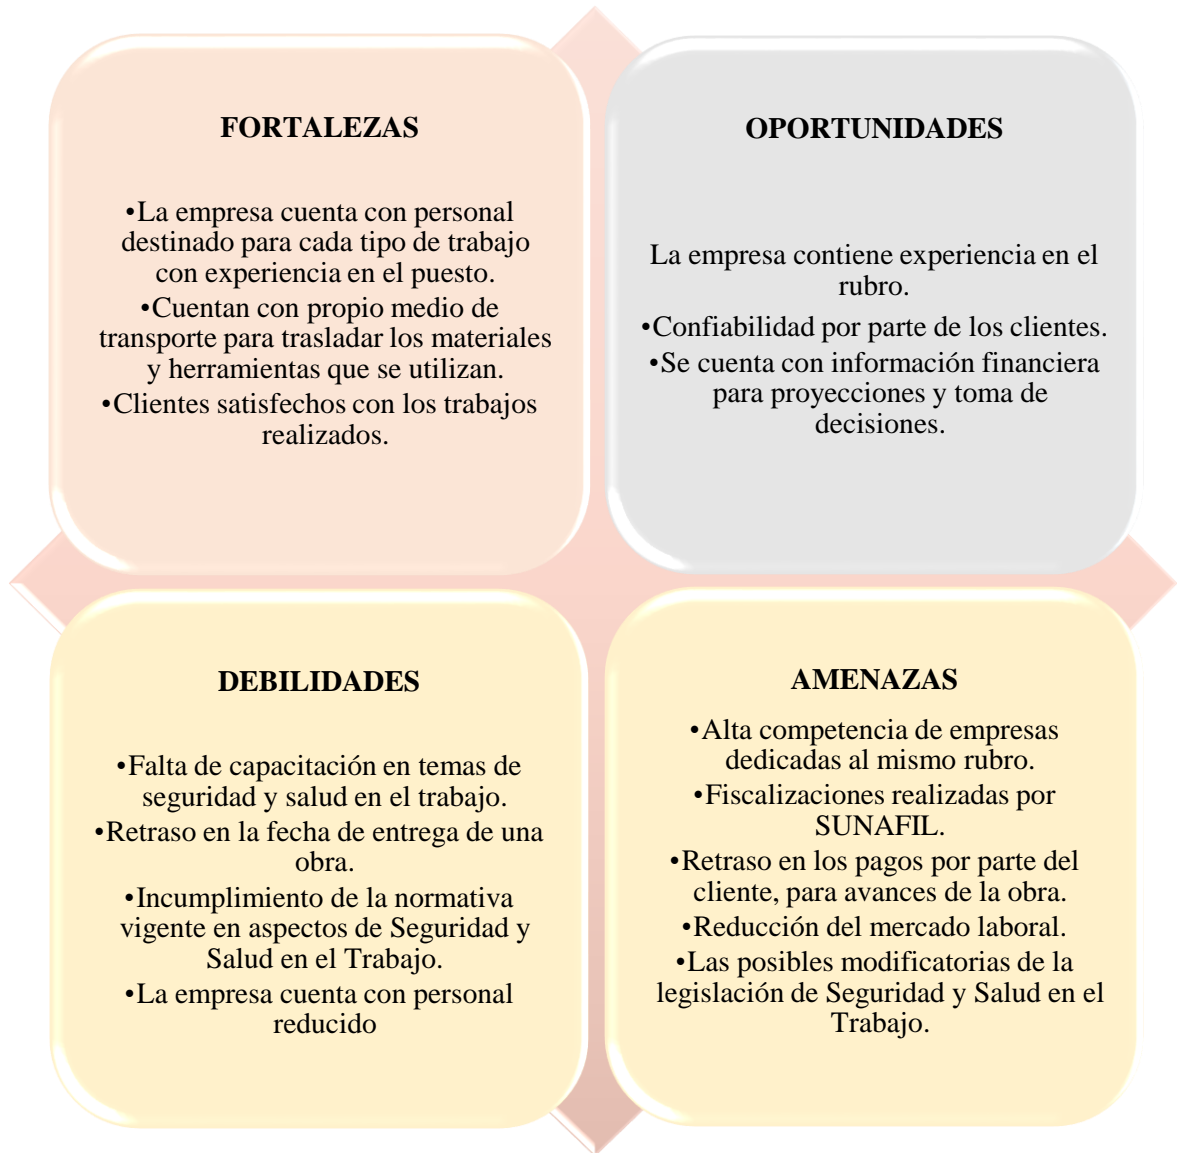 FORTALEZAS
•La empresa cuenta con personal
destinado para cada tipo de trabajo
con experiencia en el puesto.
•Cuentan con propio medio de
transporte para trasladar los materiales
y herramientas que se utilizan.
•Clientes satisfechos con los trabajos
realizados.
OPORTUNIDADES
La empresa contiene experiencia en el
rubro.
•Confiabilidad por parte de los clientes.
•Se cuenta con información financiera
para proyecciones y toma de
decisiones.
DEBILIDADES
•Falta de capacitación en temas de
seguridad y salud en el trabajo.
•Retraso en la fecha de entrega de una
obra.
•Incumplimiento de la normativa
vigente en aspectos de Seguridad y
Salud en el Trabajo.
•La empresa cuenta con personal
reducido
AMENAZAS
•Alta competencia de empresas
dedicadas al mismo rubro.
•Fiscalizaciones realizadas por
SUNAFIL.
•Retraso en los pagos por parte del
cliente, para avances de la obra.
•Reducción del mercado laboral.
•Las posibles modificatorias de la
legislación de Seguridad y Salud en el
Trabajo.